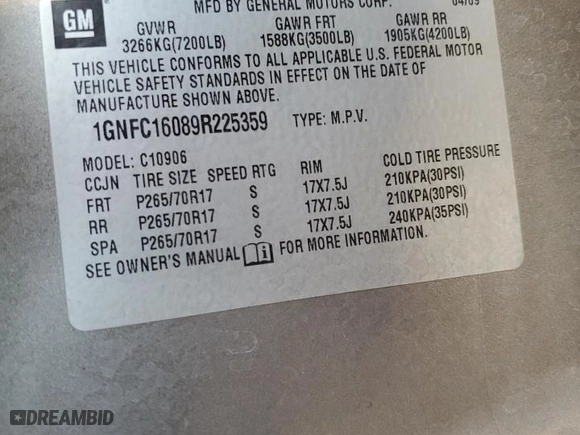 GM
MFD BY GENERAL MOTORS CORP. 04/09
GVWR GAWR FRT GAWR RR
3266KG(7200LB) 1588KG(3500LB) 1905KG(4200LB)
THIS VEHICLE CONFORMS TO ALL APPLICABLE U.S. FEDERAL MOTOR
VEHICLE SAFETY STANDARDS IN EFFECT ON THE DATE OF
MANUFACTURE SHOWN ABOVE.
1GNFC16089R225359 TYPE: M.P.V.
MODEL: C10906
CCJN TIRE SIZE SPEED RTG RIM COLD TIRE PRESSURE
FRT P265/70R17 S 17X7.5J 210KPA(30PSI)
RR P265/70R17 S 17X7.5J 210KPA(30PSI)
SPA P265/70R17 S 17X7.5J 240KPA(35PSI)
SEE OWNER'S MANUAL FOR MORE INFORMATION.
DREAMBID